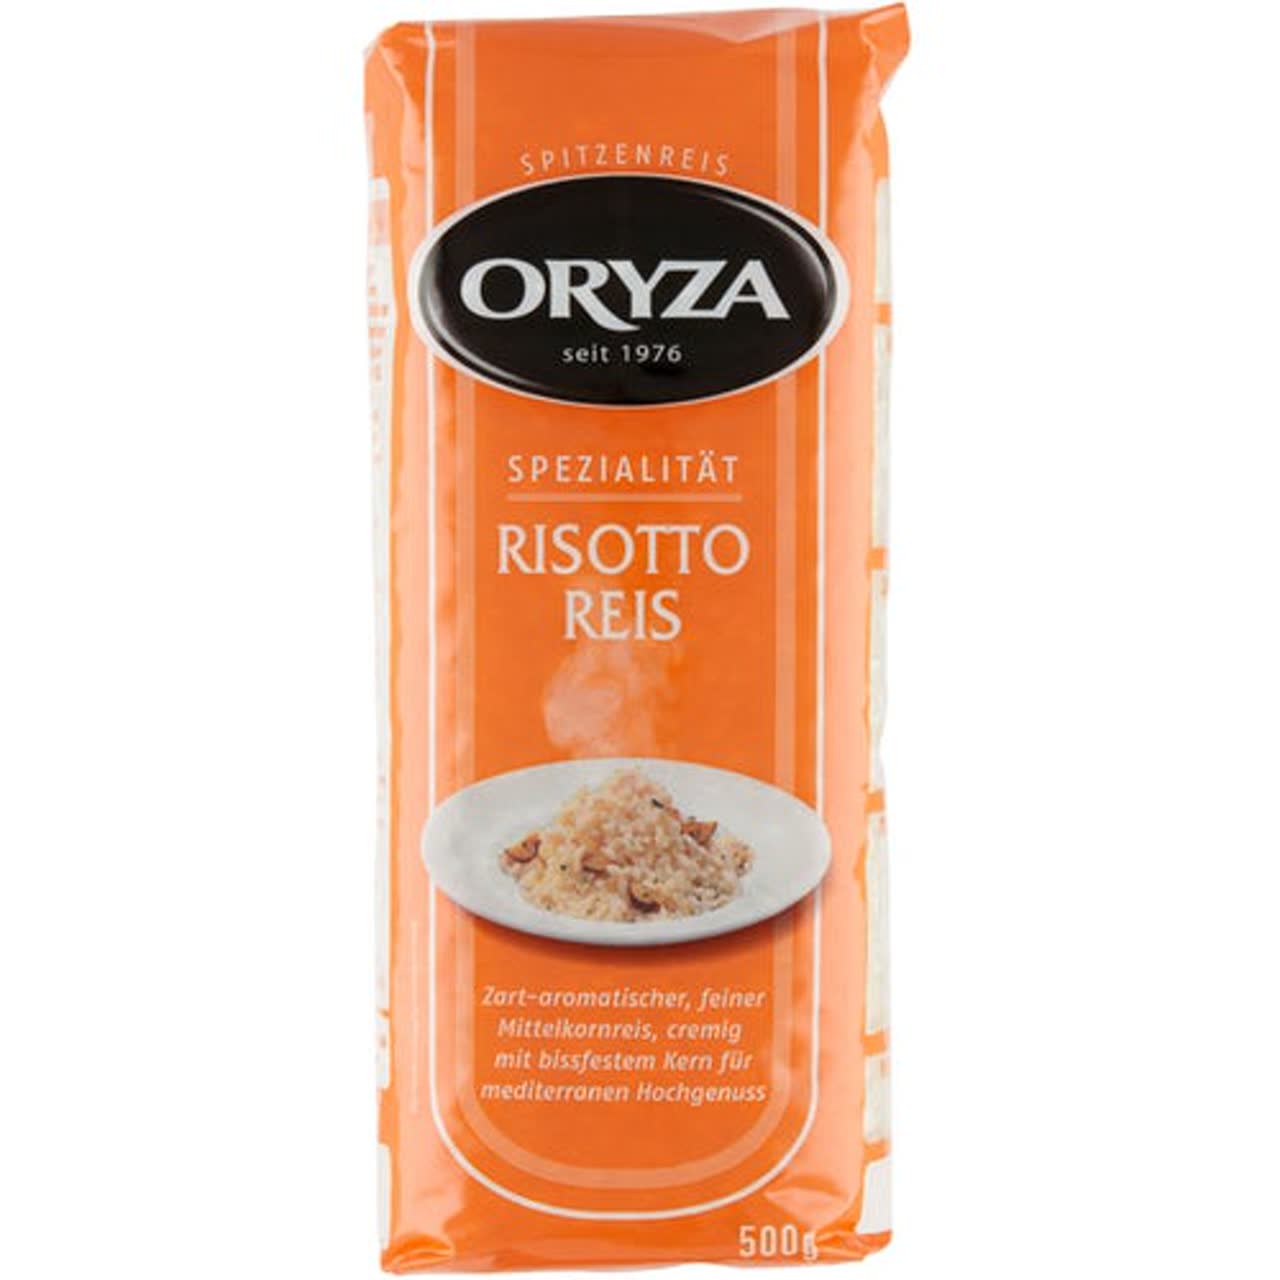 SPITZENREIS
ORYZA
seit 1976
SPEZIALITÄT
RISOTTO
REIS
Zart-aromatischer, feiner
Mittelkornreis, cremig
mit bissfestem Kern für
mediterranen Hochgenuss
500g